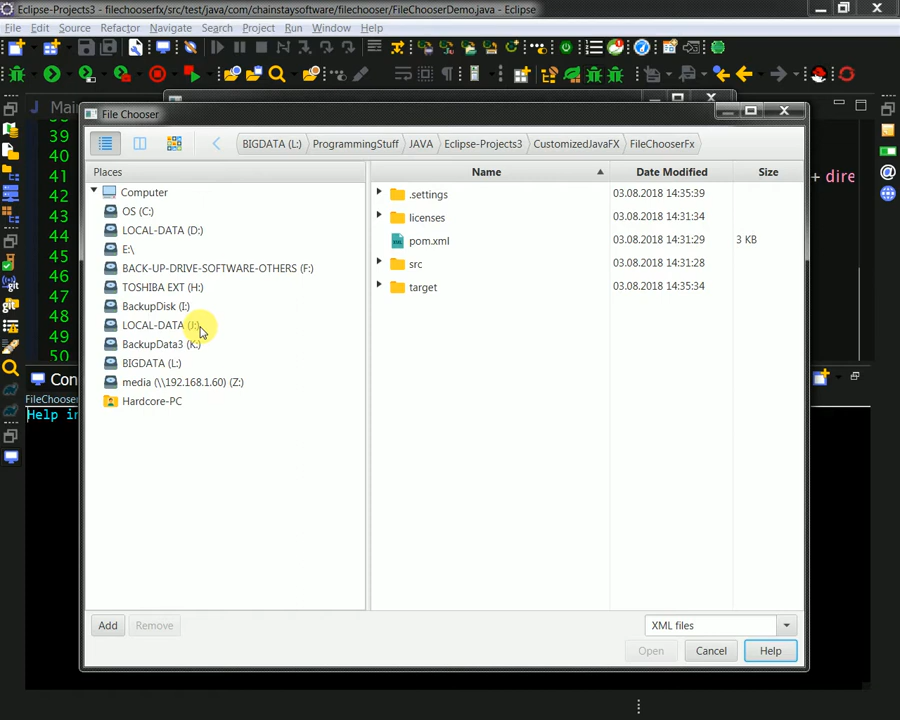 Eclipse-Projects3 - filechooserfx/src/test/java/com/chainstaysoftware/filechooser/FileChooserDemo.java - Eclipse
File Edit Source Refactor Navigate Search Project Run Window Help
Mai
File Chooser
BIGDATA (L:) ProgrammingStuff JAVA Eclipse-Projects3 CustomizedJavaFX FileChooserFx
Places
Name Date Modified Size
Computer
OS (C:)
LOCAL-DATA (D:)
E:\
BACK-UP-DRIVE-SOFTWARE-OTHERS (F:)
TOSHIBA EXT (H:)
BackupDisk (I:)
LOCAL-DATA (J:)
BackupData3 (K:)
BIGDATA (L:)
media (\\192.168.1.60) (Z:)
Hardcore-PC
.settings 03.08.2018 14:35:39
licenses 03.08.2018 14:31:34
pom.xml 03.08.2018 14:31:29 3 KB
src 03.08.2018 14:31:28
target 03.08.2018 14:35:34
39
40
41 + dire
42
43
44
45
46
47
48
49
50
Con
FileChooser
Help in
Add Remove
XML files
Open Cancel Help